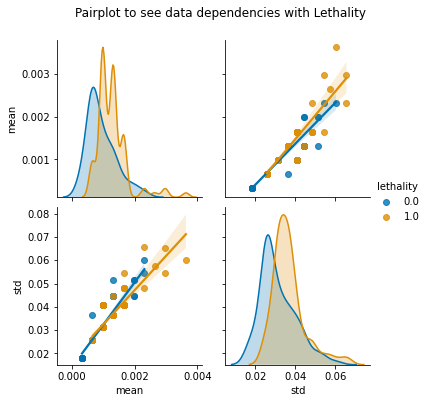 Pairplot to see data dependencies with Lethality
0.003
0.002
0.001
mean
lethality
0.0
1.0
0.08
0.07
0.06
0.05
0.04
0.03
0.02
std
0.000 0.002 0.004
0.02 0.04 0.06
mean
std